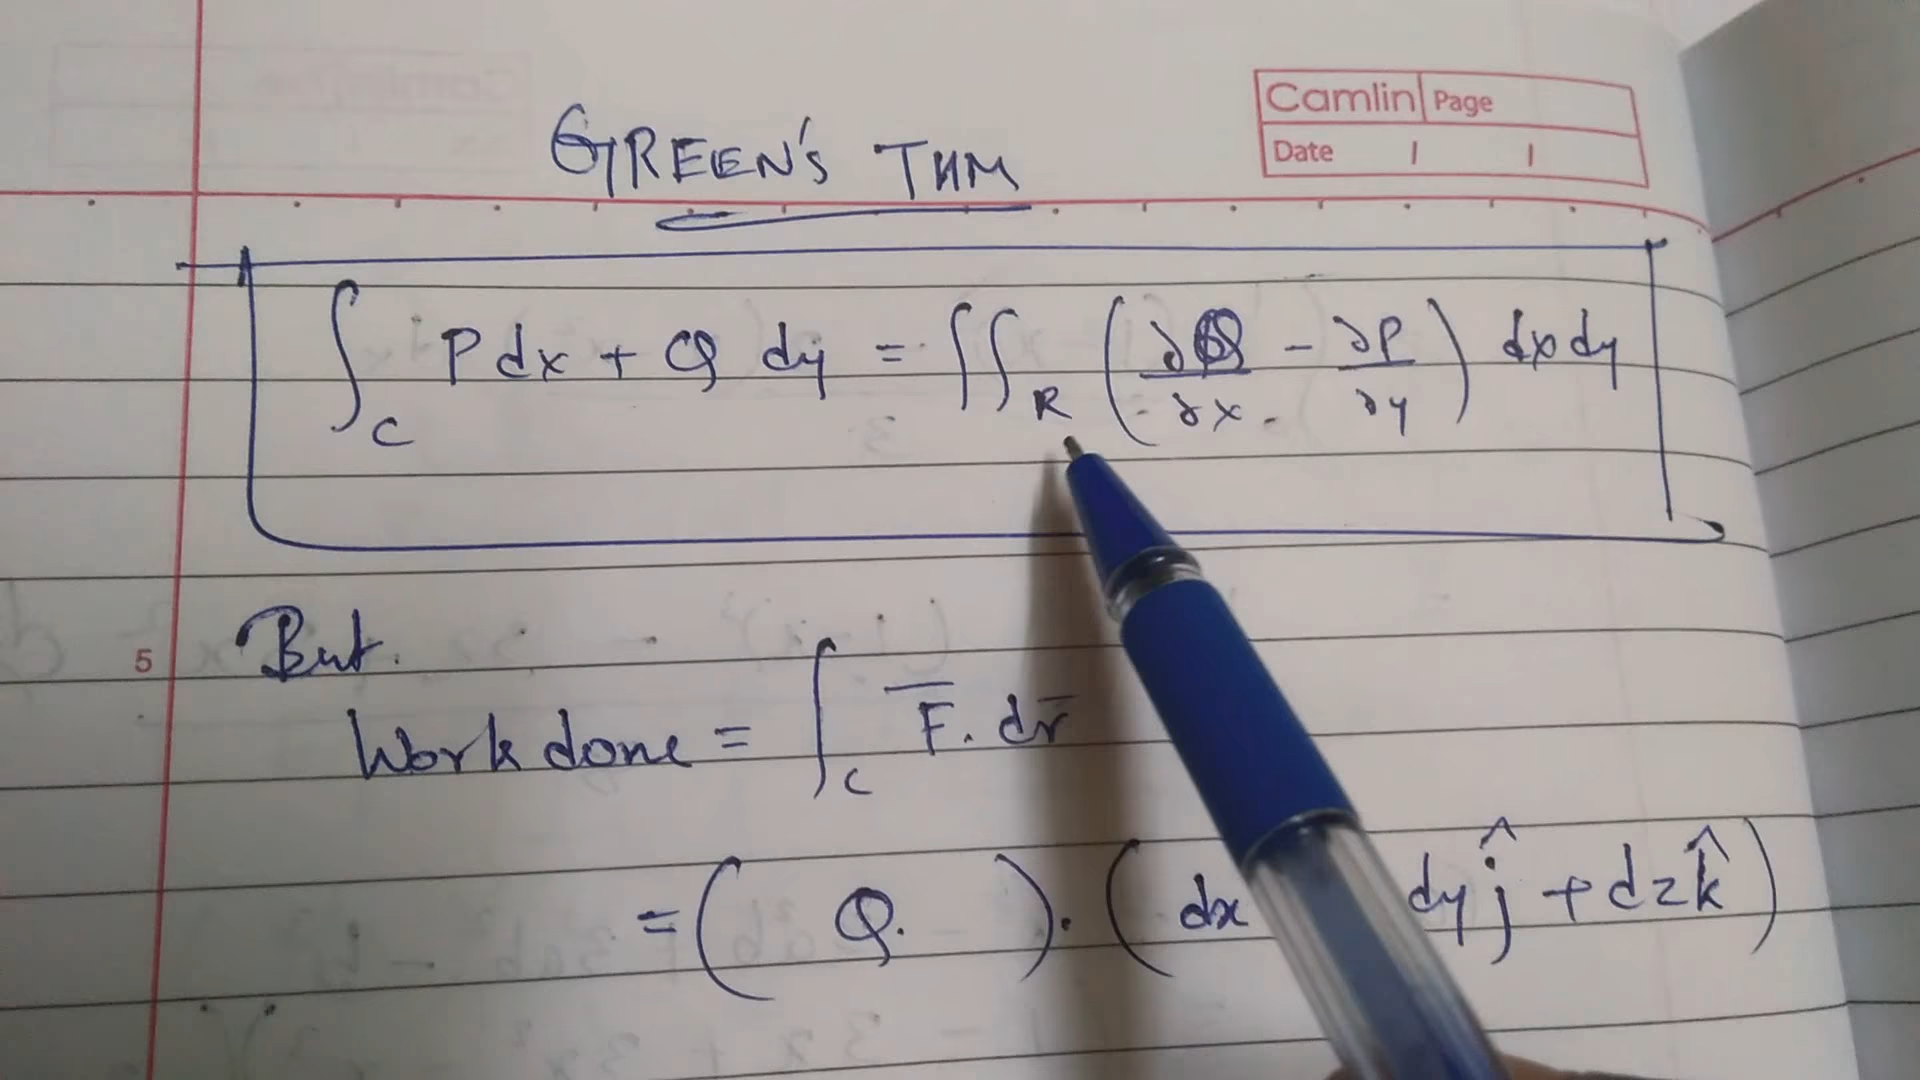 Camlin Page
Date / /
GREEN'S THM
∫_C P dx + Q dy = ∬_R (∂Q/∂x - ∂P/∂y) dx dy
But.
5
Work done = ∫_C F̅. dr̅
= ( Q. ) . ( dx dy ĵ + dz k̂ )